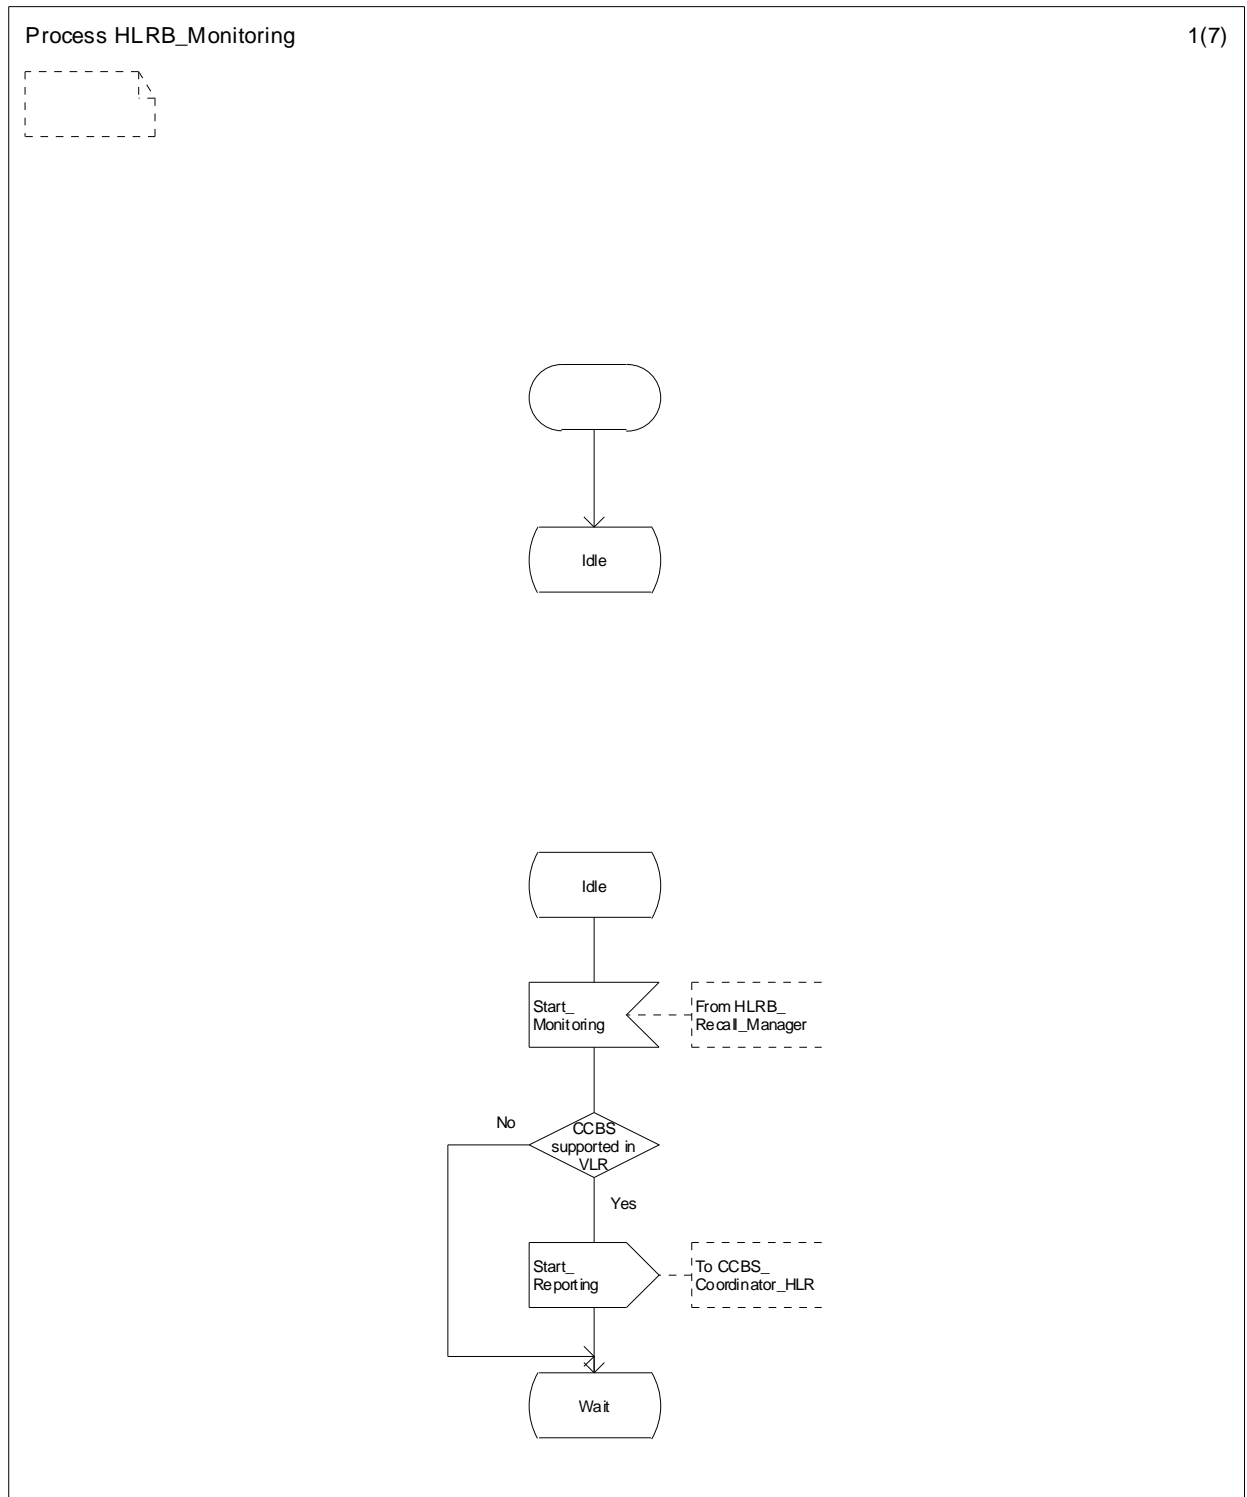 Process HLRB_Monitoring
1(7)
Idle
Idle
Start_
Monitoring
From HLRB_
Recall_Manager
No
CCBS
supported in
VLR
Yes
Start_
Reporting
To CCBS_
Coordinator_HLR
Wait